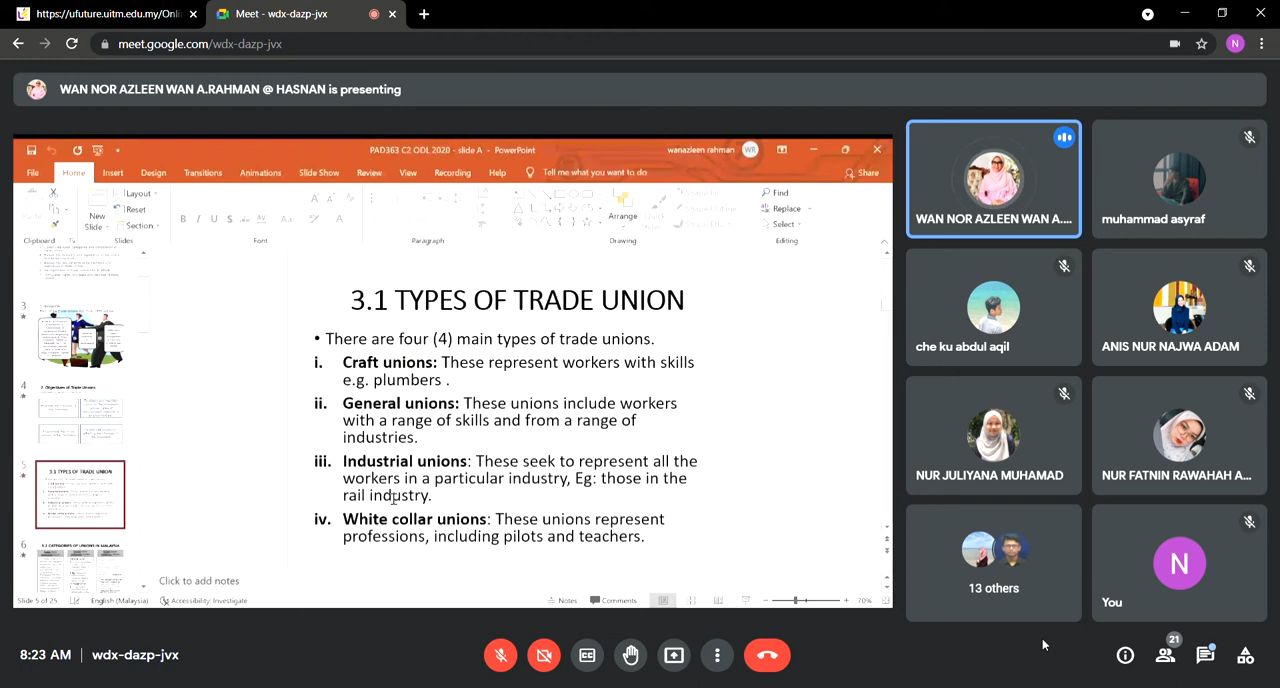 https://ufuture.uitm.edu.my/Onli
Meet - wdx-dazp-jvx
meet.google.com/wdx-dazp-jvx
N
WAN NOR AZLEEN WAN A.RAHMAN @ HASNAN is presenting
PAD363 C2 ODL 2020 - slide A - PowerPoint
wanazleen rahman
WR
File Home Insert Design Transitions Animations Slide Show Review View Recording Help Tell me what you want to do
Share
Layout
Reset
Section
New
Slide
Arrange
Find
Replace
Select
Clipboard Slides Font Paragraph Drawing Editing
3
4
2. Objectives of Trade Unions
5
3.1 TYPES OF TRADE UNION
6
3.2 CATEGORIES OF UNIONS IN MALAYSIA
3.1 TYPES OF TRADE UNION
• There are four (4) main types of trade unions.
i. Craft unions: These represent workers with skills
e.g. plumbers .
ii. General unions: These unions include workers
with a range of skills and from a range of
industries.
iii. Industrial unions: These seek to represent all the
workers in a particular industry, Eg: those in the
rail industry.
iv. White collar unions: These unions represent
professions, including pilots and teachers.
Click to add notes
Slide 5 of 25 English (Malaysia) Accessibility: Investigate
Notes Comments 70%
WAN NOR AZLEEN WAN A....
muhammad asyraf
che ku abdul aqil
ANIS NUR NAJWA ADAM
NUR JULIYANA MUHAMAD
NUR FATNIN RAWAHAH A...
13 others
N
You
8:23 AM | wdx-dazp-jvx
21